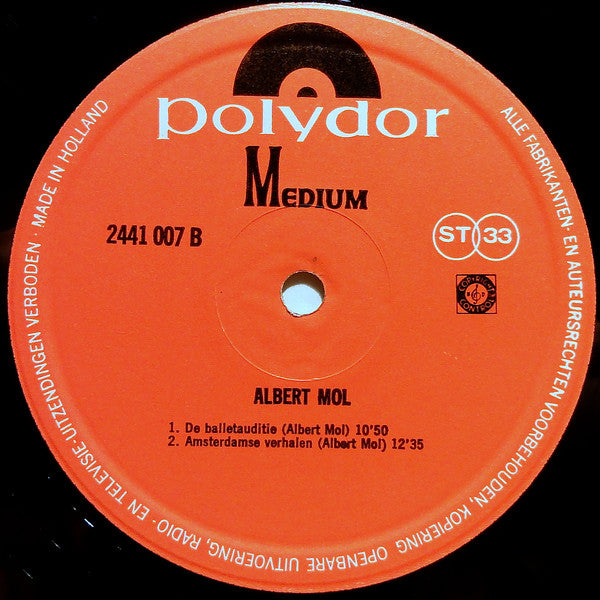 polydor
MEDIUM
2441 007 B
ST 33
COPYRIGHT
CONTROL
ALBERT MOL
1. De balletauditie (Albert Mol) 10'50
2. Amsterdamse verhalen (Albert Mol) 12'35
ALLE FABRIKANTEN- EN AUTEURSRECHTEN VOORBEHOUDEN, KOPIERING OPENBARE UITVOERING, RADIO- EN TELEVISIE- UITZENDINGEN VERBODEN · MADE IN HOLLAND